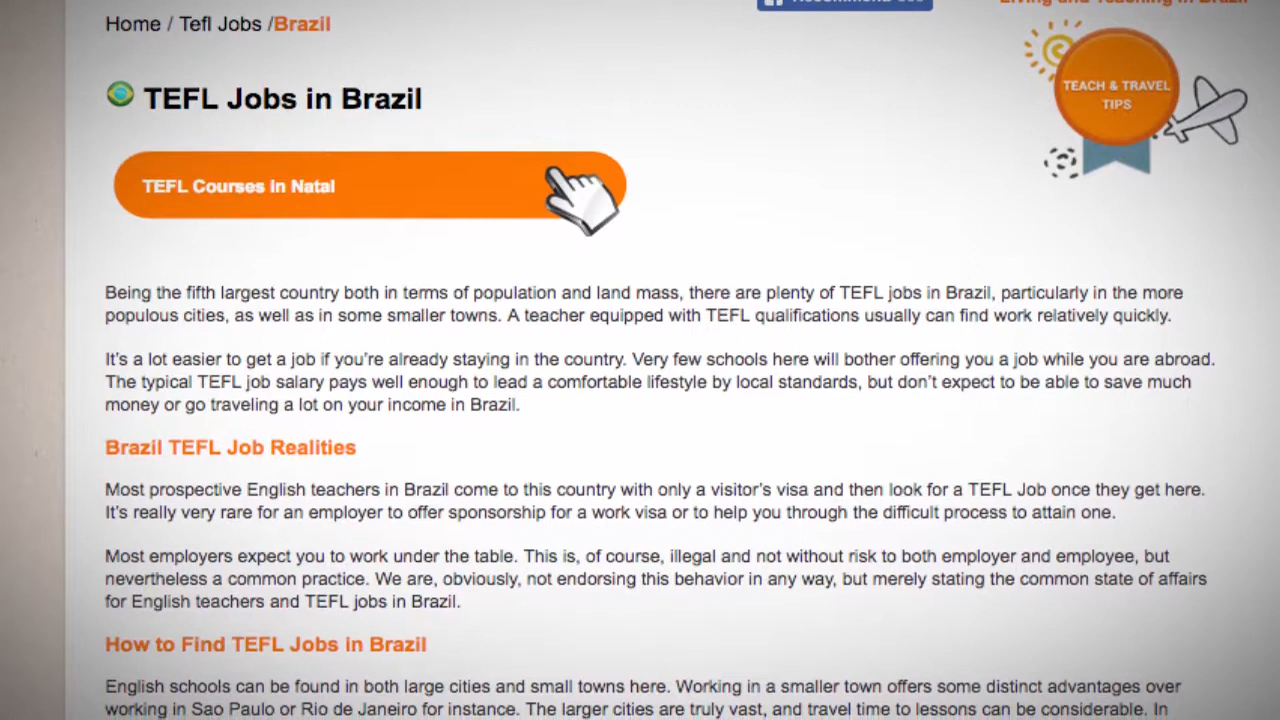 Home / Tefl Jobs /Brazil
Living and Teaching in Brazil
TEACH & TRAVEL
TIPS
TEFL Jobs in Brazil
TEFL Courses in Natal
Being the fifth largest country both in terms of population and land mass, there are plenty of TEFL jobs in Brazil, particularly in the more
populous cities, as well as in some smaller towns. A teacher equipped with TEFL qualifications usually can find work relatively quickly.
It's a lot easier to get a job if you're already staying in the country. Very few schools here will bother offering you a job while you are abroad.
The typical TEFL job salary pays well enough to lead a comfortable lifestyle by local standards, but don't expect to be able to save much
money or go traveling a lot on your income in Brazil.
Brazil TEFL Job Realities
Most prospective English teachers in Brazil come to this country with only a visitor's visa and then look for a TEFL Job once they get here.
It's really very rare for an employer to offer sponsorship for a work visa or to help you through the difficult process to attain one.
Most employers expect you to work under the table. This is, of course, illegal and not without risk to both employer and employee, but
nevertheless a common practice. We are, obviously, not endorsing this behavior in any way, but merely stating the common state of affairs
for English teachers and TEFL jobs in Brazil.
How to Find TEFL Jobs in Brazil
English schools can be found in both large cities and small towns here. Working in a smaller town offers some distinct advantages over
working in Sao Paulo or Rio de Janeiro for instance. The larger cities are truly vast, and travel time to lessons can be considerable. In